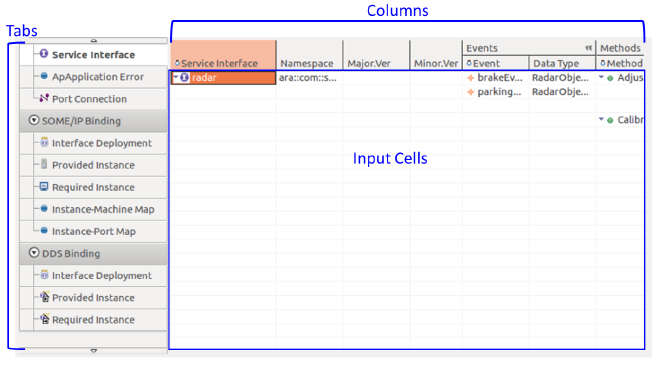 Columns
Tabs
Service Interface
ApApplication Error
Port Connection
SOME/IP Binding
Interface Deployment
Provided Instance
Required Instance
Instance-Machine Map
Instance-Port Map
DDS Binding
Interface Deployment
Provided Instance
Required Instance
Events « Methods
Service Interface Namespace Major.Ver Minor.Ver Event Data Type Method
radar ara::com::s... brakeEv... RadarObje... Adjus
parking... RadarObje...
Calibr
Input Cells